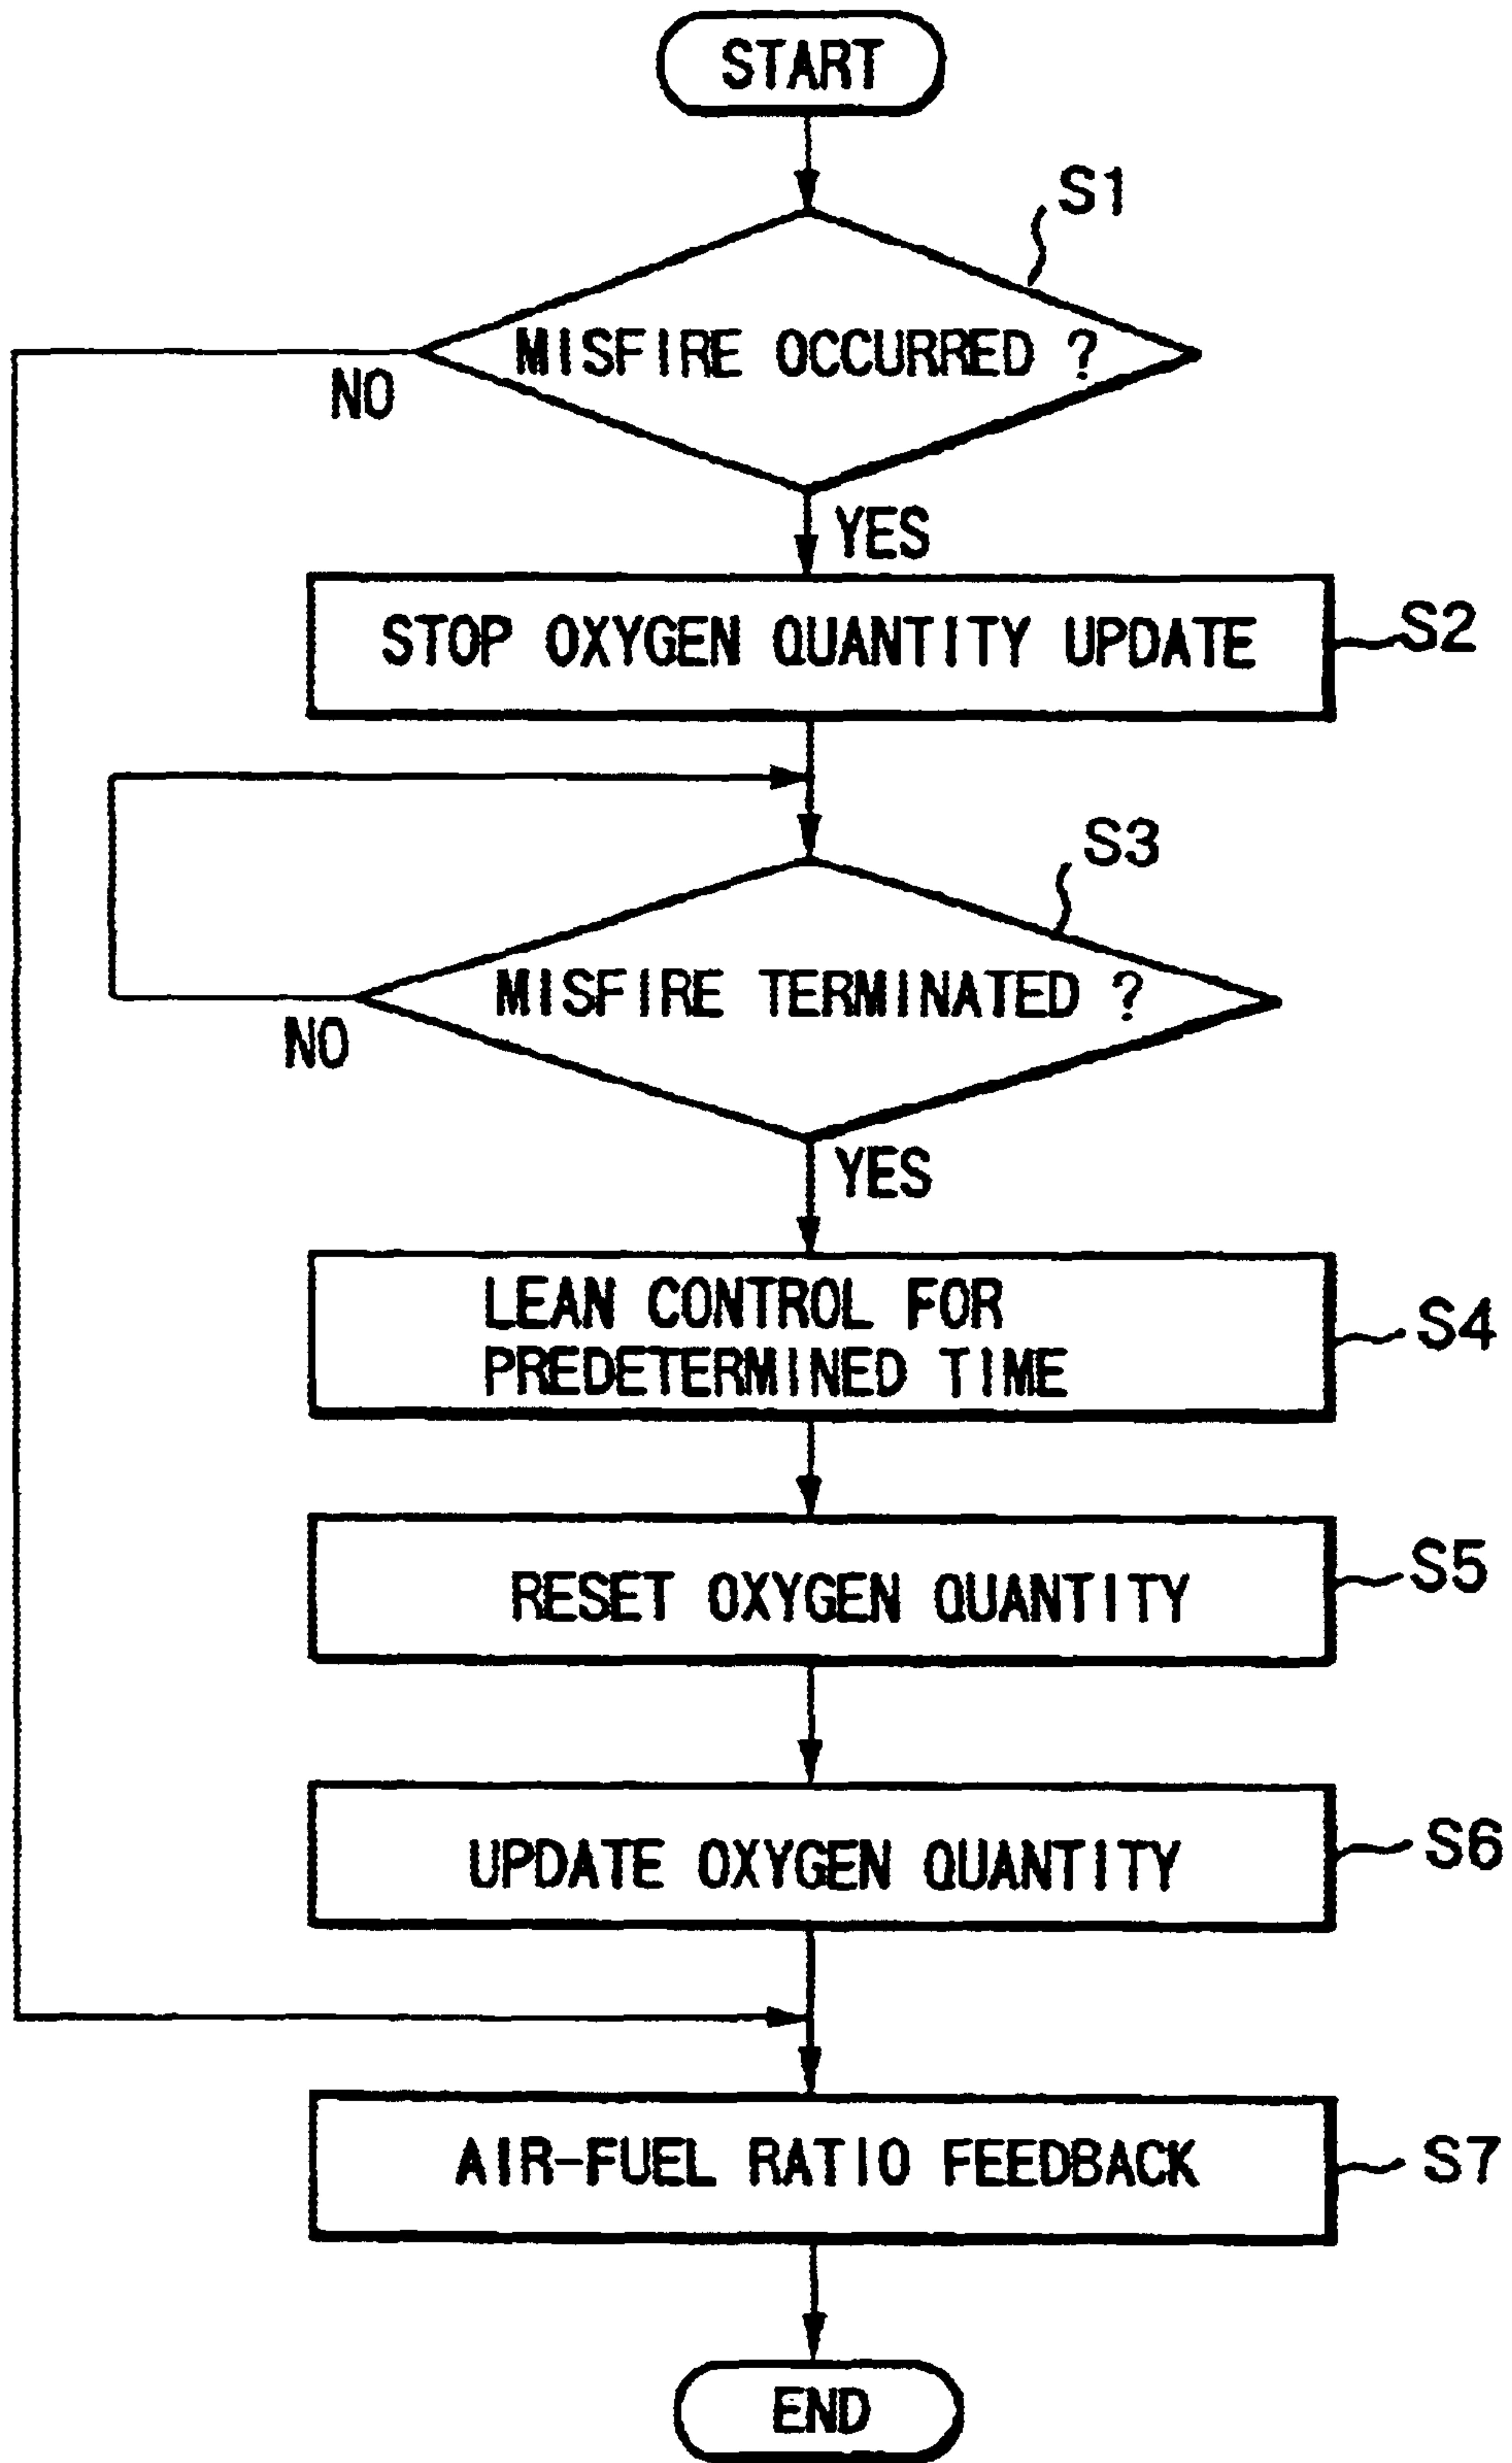 START
S1
MISFIRE OCCURRED ?
NO
YES
STOP OXYGEN QUANTITY UPDATE
S2
S3
MISFIRE TERMINATED ?
NO
YES
LEAN CONTROL FOR
PREDETERMINED TIME
S4
RESET OXYGEN QUANTITY
S5
UPDATE OXYGEN QUANTITY
S6
AIR-FUEL RATIO FEEDBACK
S7
END